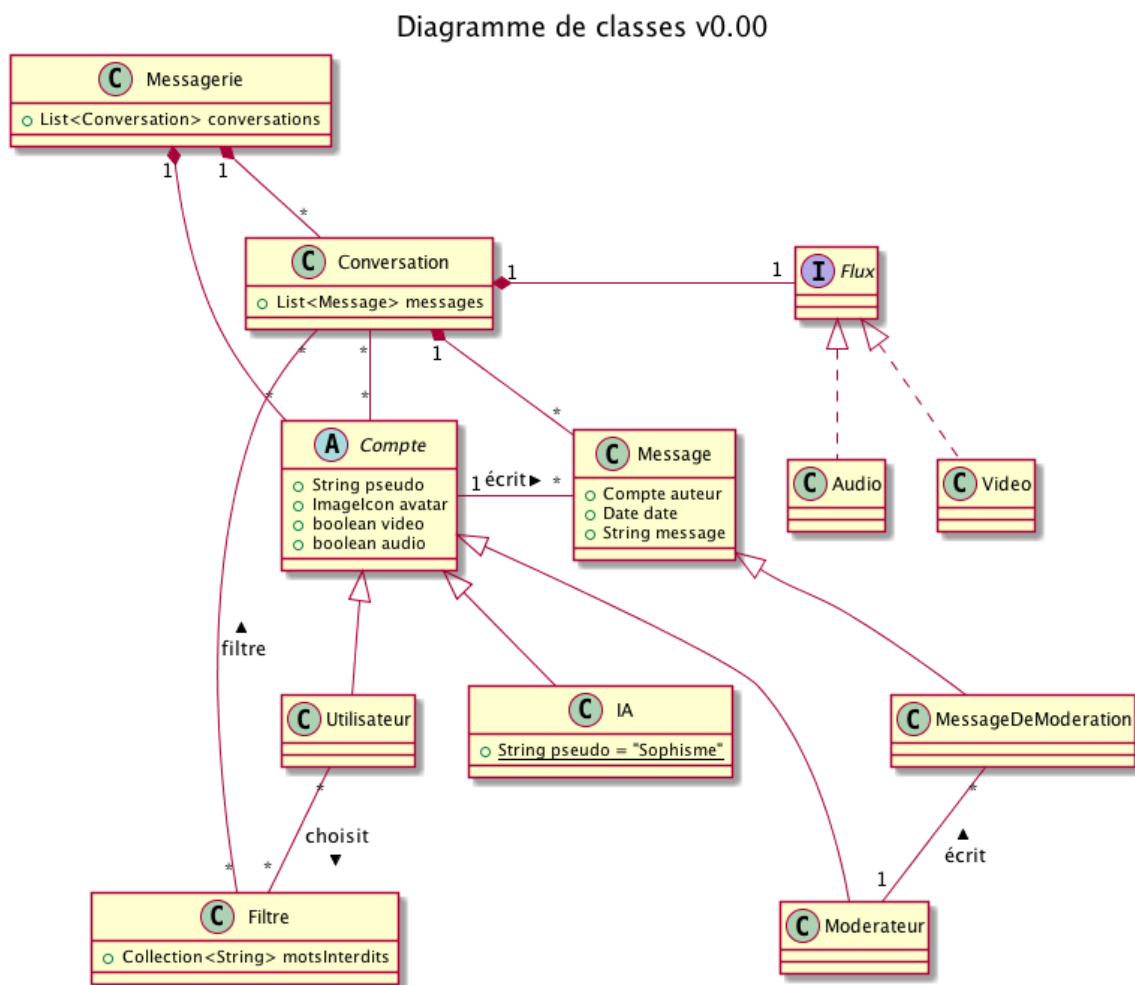 Diagramme de classes v0.00
C Messagerie
List<Conversation> conversations
1
1
*
C Conversation
List<Message> messages
1
1
I Flux
*
*
1
*
*
*
A Compte
String pseudo
ImageIcon avatar
boolean video
boolean audio
1
écrit ►
*
C Message
Compte auteur
Date date
String message
C Audio
C Video
▲
filtre
C Utilisateur
C IA
String pseudo = "Sophisme"
C MessageDeModeration
*
choisit
▼
*
*
*
▲
écrit
1
C Filtre
Collection<String> motsInterdits
C Moderateur